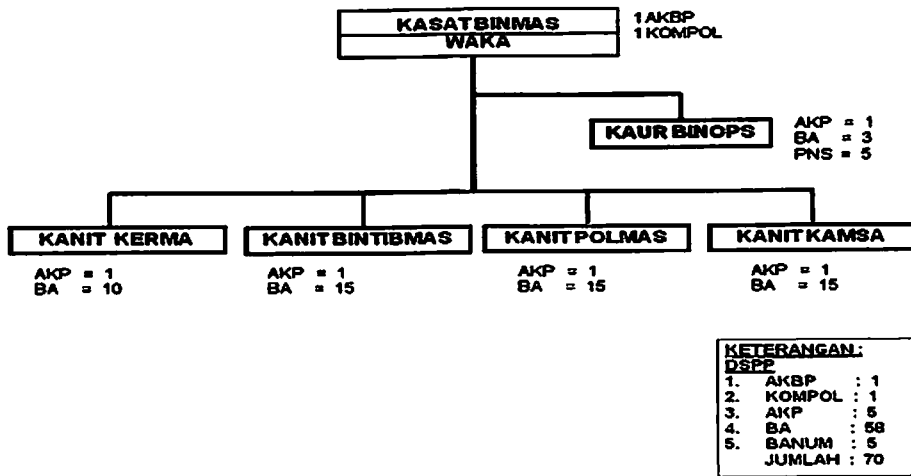 KASATBINMAS
WAKA
1 AKBP
1 KOMPOL
KAUR BINOPS
AKP = 1
BA = 3
PNS = 5
KANIT KERMA
AKP = 1
BA = 10
KANIT BINTIBMAS
AKP = 1
BA = 15
KANIT POLMAS
AKP = 1
BA = 15
KANIT KAMSA
AKP = 1
BA = 15
KETERANGAN :
DSPP
1. AKBP : 1
2. KOMPOL : 1
3. AKP : 5
4. BA : 58
5. BANUM : 5
JUMLAH : 70